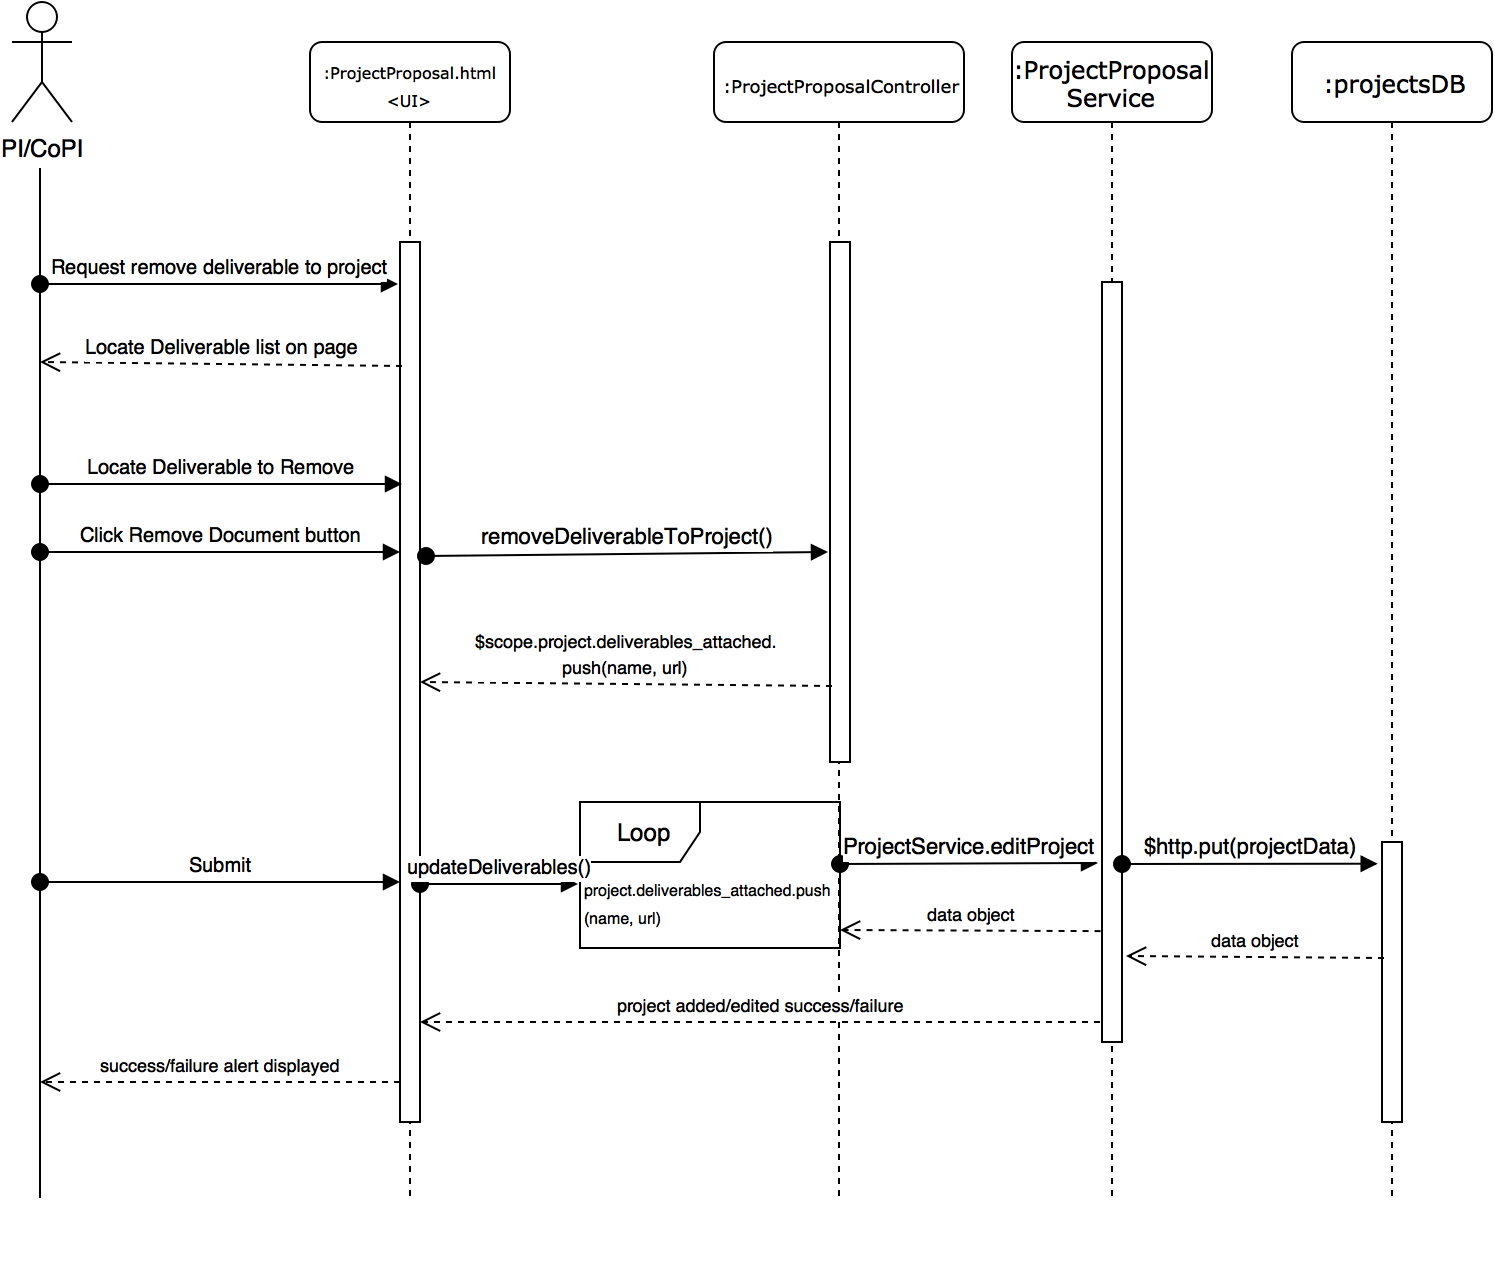 PI/CoPI
:ProjectProposal.html
<UI>
:ProjectProposalController
:ProjectProposal
Service
:projectsDB
Request remove deliverable to project
Locate Deliverable list on page
Locate Deliverable to Remove
Click Remove Document button
removeDeliverableToProject()
$scope.project.deliverables_attached.
push(name, url)
Loop
Submit
updateDeliverables()
project.deliverables_attached.push
(name, url)
ProjectService.editProject
$http.put(projectData)
data object
data object
project added/edited success/failure
success/failure alert displayed